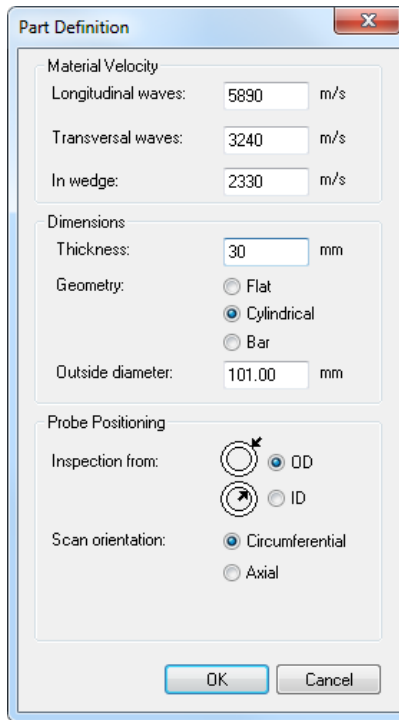 Part Definition
Material Velocity
Longitudinal waves: 5890 m/s
Transversal waves: 3240 m/s
In wedge: 2330 m/s
Dimensions
Thickness: 30 mm
Geometry: Flat
Cylindrical
Bar
Outside diameter: 101.00 mm
Probe Positioning
Inspection from: OD
ID
Scan orientation: Circumferential
Axial
OK Cancel